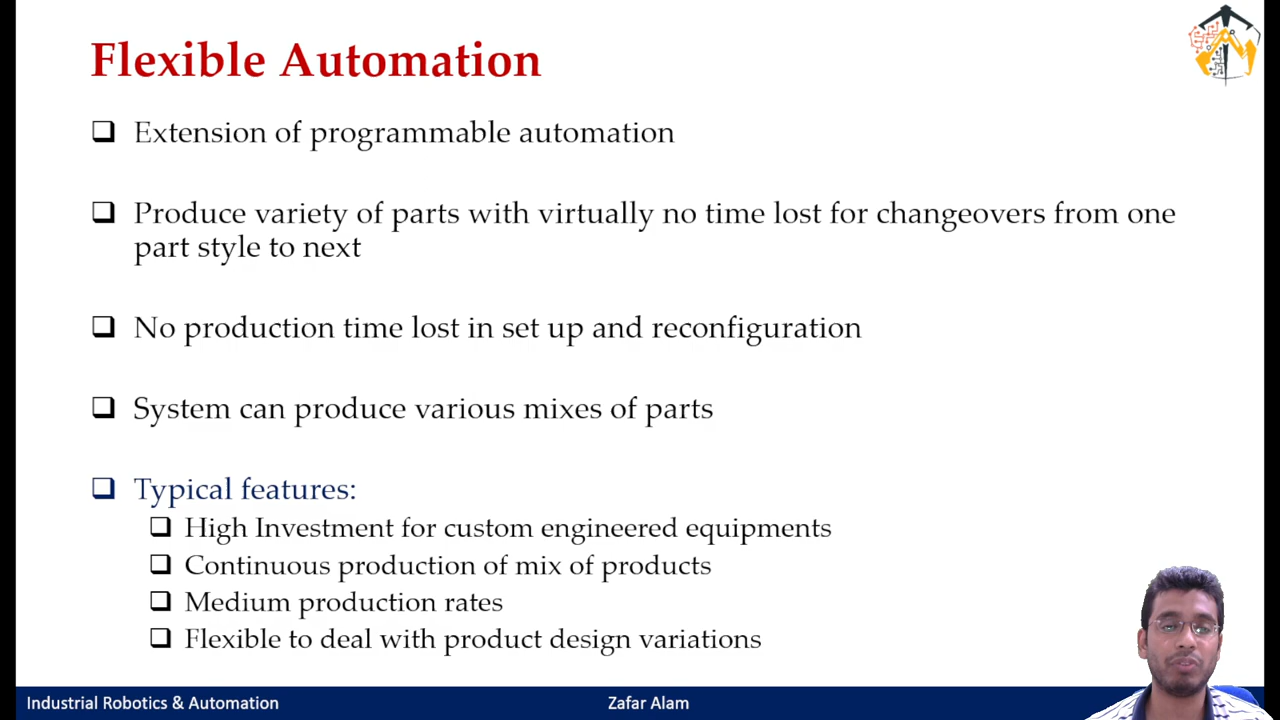 Flexible Automation
Extension of programmable automation
Produce variety of parts with virtually no time lost for changeovers from one
part style to next
No production time lost in set up and reconfiguration
System can produce various mixes of parts
Typical features:
High Investment for custom engineered equipments
Continuous production of mix of products
Medium production rates
Flexible to deal with product design variations
Industrial Robotics & Automation
Zafar Alam